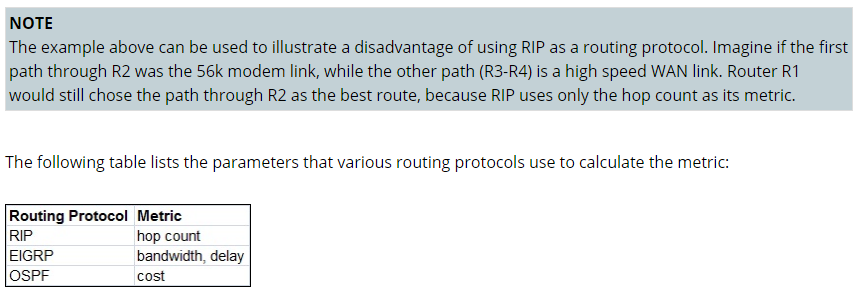 NOTE
The example above can be used to illustrate a disadvantage of using RIP as a routing protocol. Imagine if the first
path through R2 was the 56k modem link, while the other path (R3-R4) is a high speed WAN link. Router R1
would still chose the path through R2 as the best route, because RIP uses only the hop count as its metric.
The following table lists the parameters that various routing protocols use to calculate the metric:
Routing Protocol Metric
RIP hop count
EIGRP bandwidth, delay
OSPF cost